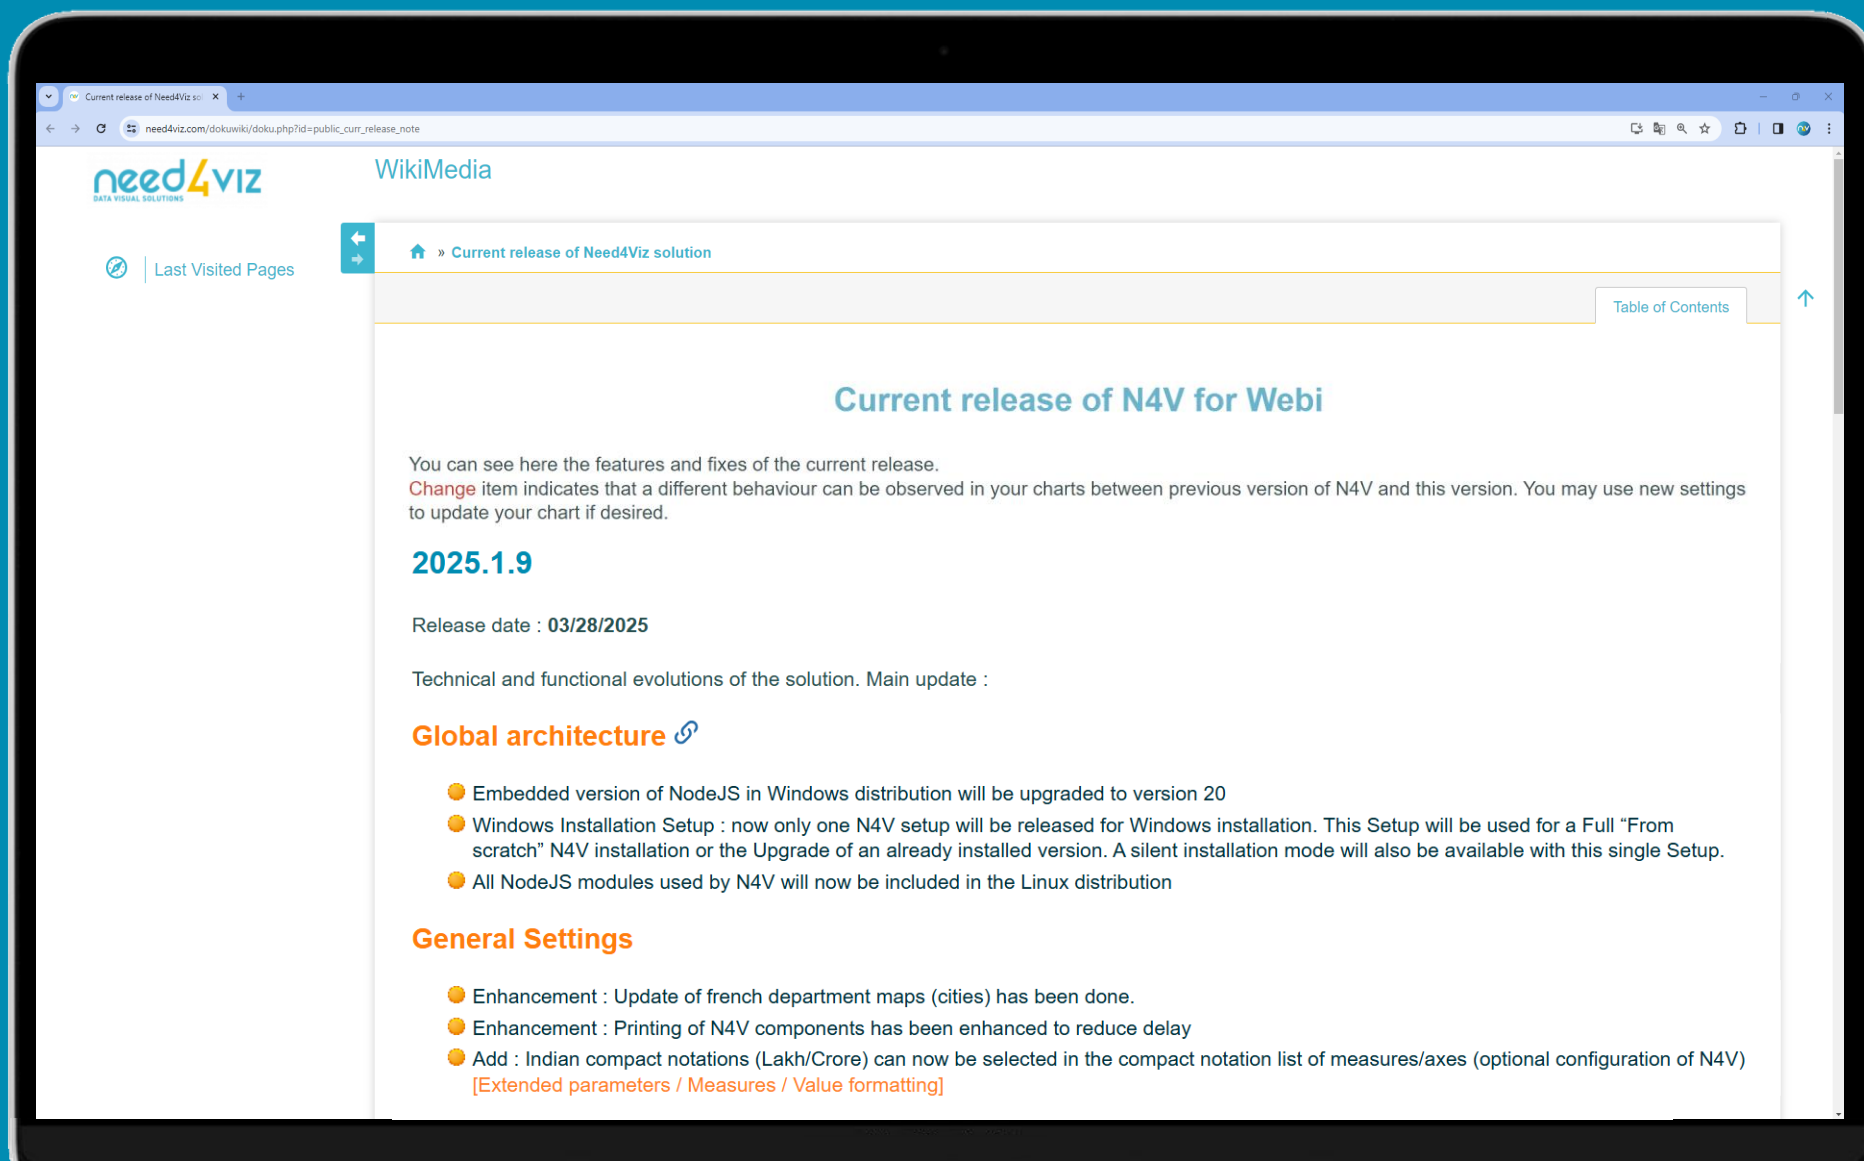 Current release of Need4Viz so
need4viz.com/dokuwiki/doku.php?id=public_curr_release_note
need4viz
DATA VISUAL SOLUTIONS
WikiMedia
Last Visited Pages
» Current release of Need4Viz solution
Table of Contents
Current release of N4V for Webi
You can see here the features and fixes of the current release.
Change item indicates that a different behaviour can be observed in your charts between previous version of N4V and this version. You may use new settings
to update your chart if desired.
2025.1.9
Release date : 03/28/2025
Technical and functional evolutions of the solution. Main update :
Global architecture
Embedded version of NodeJS in Windows distribution will be upgraded to version 20
Windows Installation Setup : now only one N4V setup will be released for Windows installation. This Setup will be used for a Full “From
scratch” N4V installation or the Upgrade of an already installed version. A silent installation mode will also be available with this single Setup.
All NodeJS modules used by N4V will now be included in the Linux distribution
General Settings
Enhancement : Update of french department maps (cities) has been done.
Enhancement : Printing of N4V components has been enhanced to reduce delay
Add : Indian compact notations (Lakh/Crore) can now be selected in the compact notation list of measures/axes (optional configuration of N4V)
[Extended parameters / Measures / Value formatting]